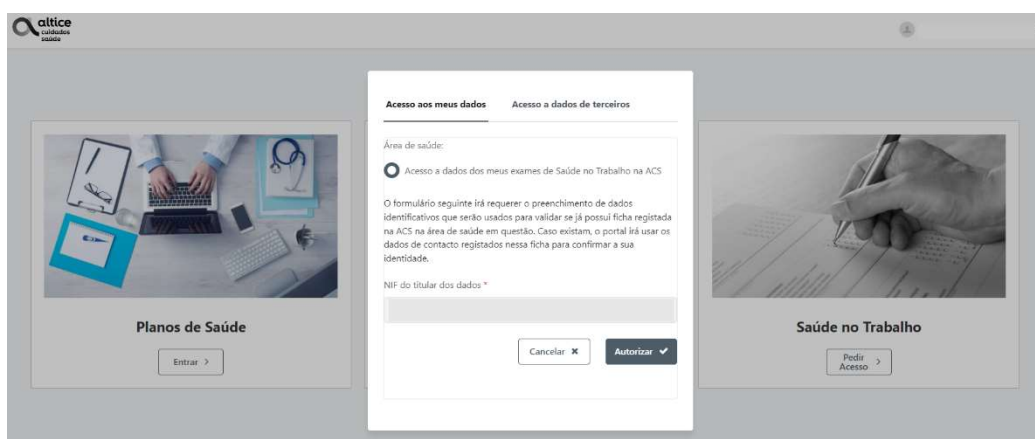 altice
cuidados
saúde
Acesso aos meus dados Acesso a dados de terceiros
Área de saúde:
Acesso a dados dos meus exames de Saúde no Trabalho na ACS
O formulário seguinte irá requerer o preenchimento de dados
identificativos que serão usados para validar se já possui ficha registada
na ACS na área de saúde em questão. Caso existam, o portal irá usar os
dados de contacto registados nessa ficha para confirmar a sua
identidade.
NIF do titular dos dados *
Cancelar
Autorizar
Planos de Saúde
Entrar
Saúde no Trabalho
Pedir
Acesso